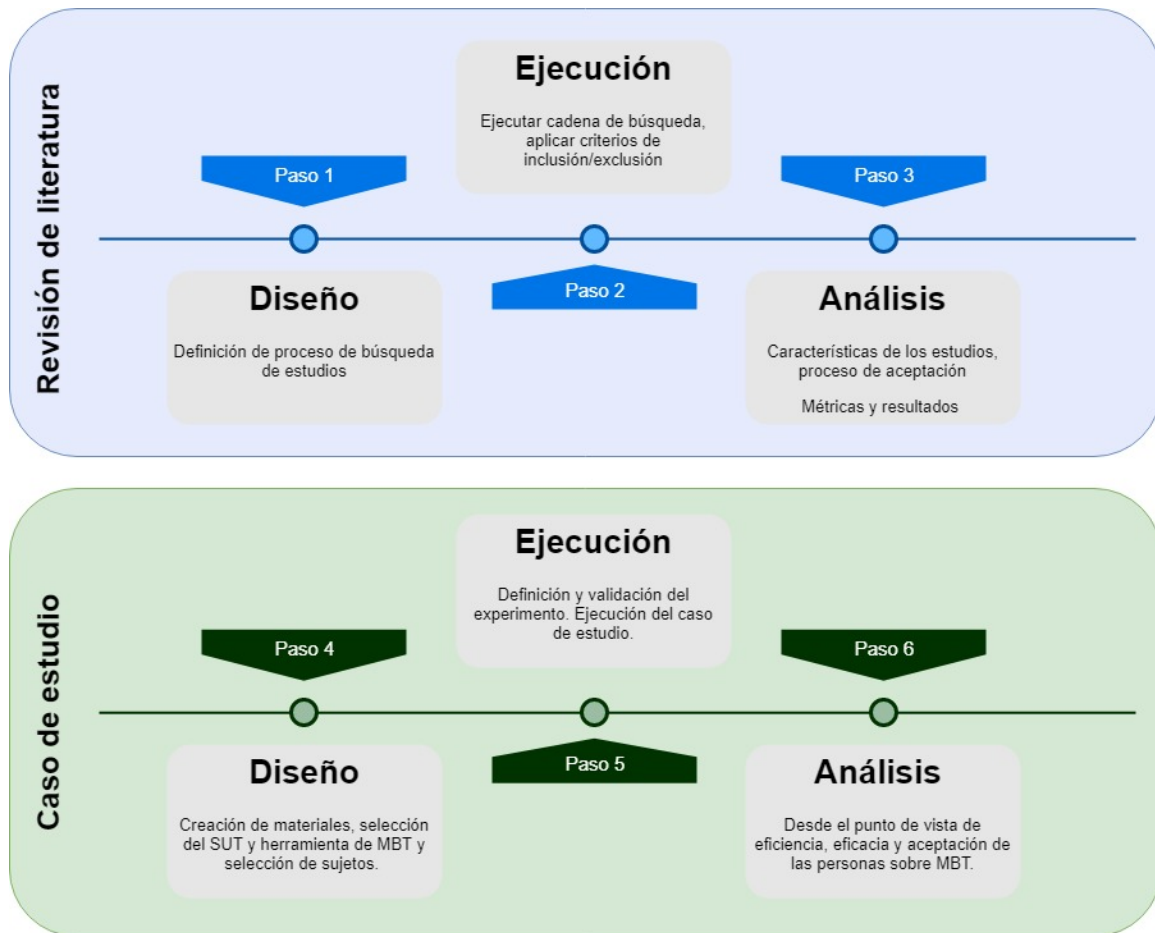 Revisión de literatura
Paso 1
Diseño
Definición de proceso de búsqueda
de estudios
Ejecución
Ejecutar cadena de búsqueda,
aplicar criterios de
inclusión/exclusión
Paso 2
Paso 3
Análisis
Características de los estudios,
proceso de aceptación
Métricas y resultados
Caso de estudio
Paso 4
Diseño
Creación de materiales, selección
del SUT y herramienta de MBT y
selección de sujetos.
Ejecución
Definición y validación del
experimento. Ejecución del caso
de estudio.
Paso 5
Paso 6
Análisis
Desde el punto de vista de
eficiencia, eficacia y aceptación de
las personas sobre MBT.